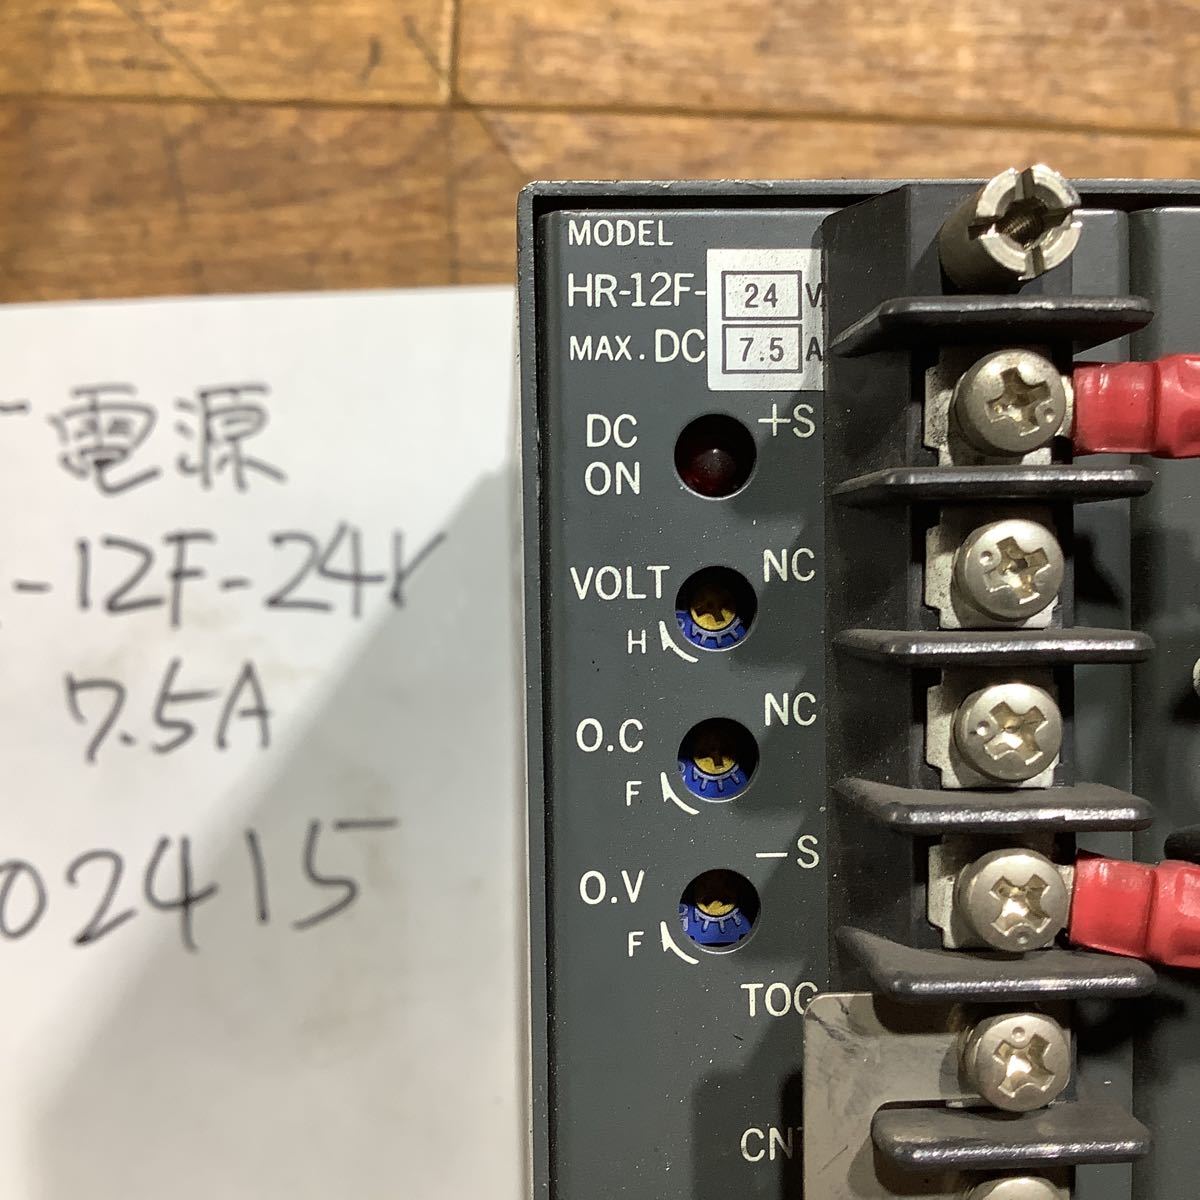 電源
-12F-24V
7.5A
02415
MODEL
HR-12F- 24 V
MAX. DC 7.5 A
+S
DC
ON
NC
VOLT
H
NC
O.C
F
-S
O.V
F
TOG
CNT